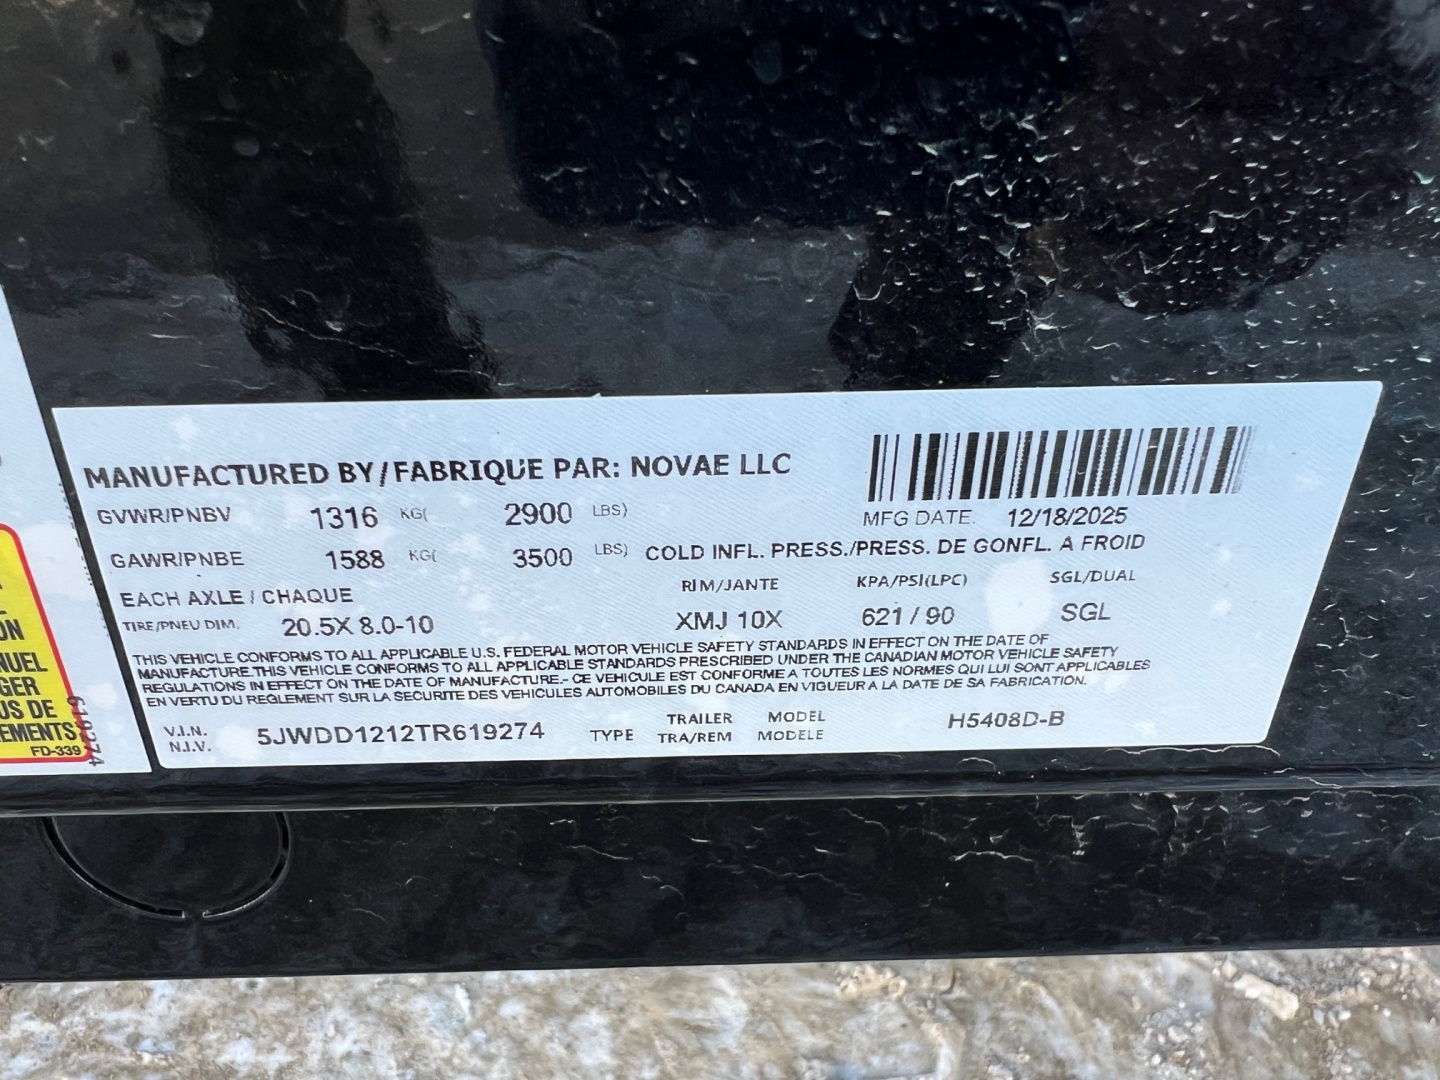 MANUFACTURED BY/FABRIQUE PAR: NOVAE LLC
GVWR/PNBV 1316 KG( 2900 LBS)
MFG DATE. 12/18/2025
GAWR/PNBE 1588 KG( 3500 LBS)
COLD INFL. PRESS./PRESS. DE GONFL. A FROID
EACH AXLE / CHAQUE
RIM/JANTE KPA/PSI(LPC) SGL/DUAL
TIRE/PNEU DIM. 20.5X 8.0-10 XMJ 10X 621 / 90 SGL
THIS VEHICLE CONFORMS TO ALL APPLICABLE U.S. FEDERAL MOTOR VEHICLE SAFETY STANDARDS IN EFFECT ON THE DATE OF
MANUFACTURE.THIS VEHICLE CONFORMS TO ALL APPLICABLE STANDARDS PRESCRIBED UNDER THE CANADIAN MOTOR VEHICLE SAFETY
REGULATIONS IN EFFECT ON THE DATE OF MANUFACTURE.- CE VEHICULE EST CONFORME A TOUTES LES NORMES QUI LUI SONT APPLICABLES
EN VERTU DU REGLEMENT SUR LA SECURITE DES VEHICULES AUTOMOBILES DU CANADA EN VIGUEUR A LA DATE DE SA FABRICATION.
V.I.N. 5JWDD1212TR619274 TYPE TRAILER MODEL H5408D-B
N.I.V. TRA/REM MODELE
ON
NUEL
GER
US DE
EMENTS
FD-339